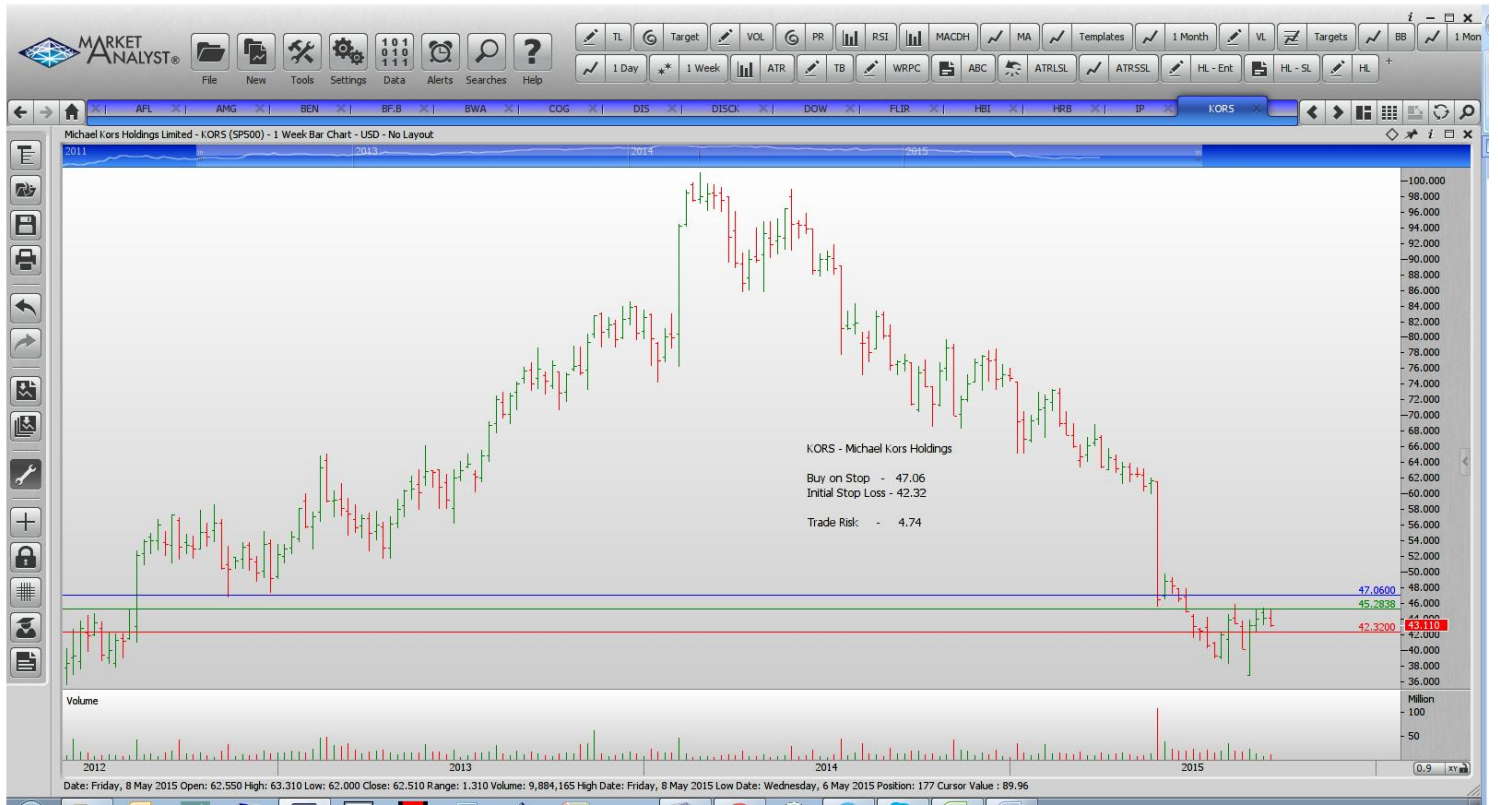 i
MARKET ANALYST®
File New Tools Settings Data Alerts Searches Help
TL Target VOL PR RSI MACDH MA Templates 1 Month VL Targets BB 1 Mon
1 Day 1 Week ATR TB WRPC ABC ATRLSL ATRSSL HL - Ent HL - SL HL +
AFL AMG BEN BF.B BWA COG DIS DISCK DOW FLIR HBI HRB IP KORS
Michael Kors Holdings Limited - KORS (SP500) - 1 Week Bar Chart - USD - No Layout
2011 2013 2014 2015
100.000
98.000
96.000
94.000
92.000
90.000
88.000
86.000
84.000
82.000
80.000
78.000
76.000
74.000
72.000
70.000
68.000
66.000
64.000
62.000
60.000
58.000
56.000
54.000
52.000
50.000
48.000
46.000
44.000
42.000
40.000
38.000
36.000
KORS - Michael Kors Holdings
Buy on Stop - 47.06
Initial Stop Loss - 42.32
Trade Risk - 4.74
47.0600
45.2838
42.3200
43.110
Volume
Million
100
50
2012 2013 2014 2015
0.9 XY
Date: Friday, 8 May 2015 Open: 62.550 High: 63.310 Low: 62.000 Close: 62.510 Range: 1.310 Volume: 9,884,165 High Date: Friday, 8 May 2015 Low Date: Wednesday, 6 May 2015 Position: 177 Cursor Value : 89.96